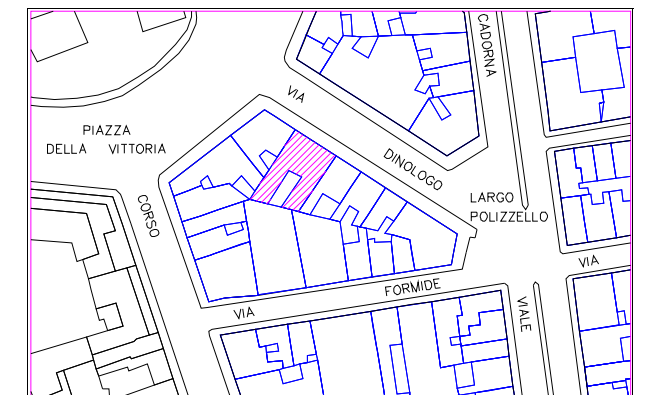 CADORNA
VIA
PIAZZA
DELLA VITTORIA
DINOLOGO
CORSO
LARGO
POLIZZELLO
VIA
FORMIDE
VIA
VIALE